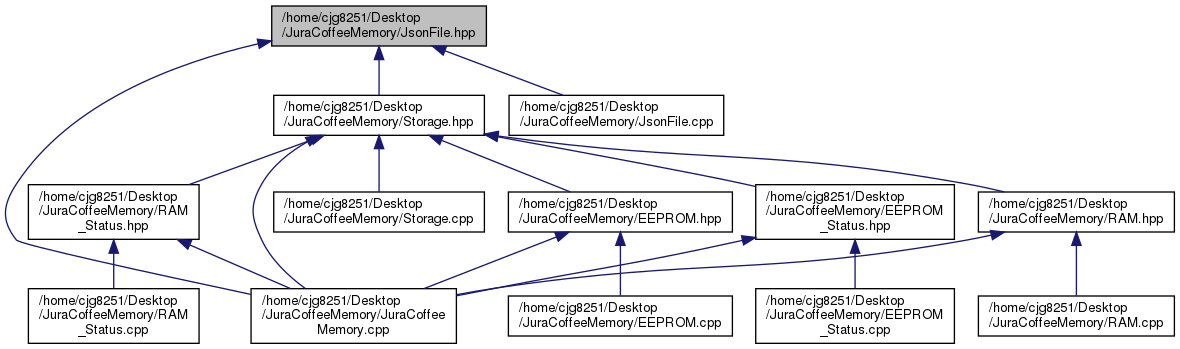 /home/cjg8251/Desktop
/JuraCoffeeMemory/JsonFile.hpp
/home/cjg8251/Desktop
/JuraCoffeeMemory/Storage.hpp
/home/cjg8251/Desktop
/JuraCoffeeMemory/JsonFile.cpp
/home/cjg8251/Desktop
/JuraCoffeeMemory/RAM
_Status.hpp
/home/cjg8251/Desktop
/JuraCoffeeMemory/Storage.cpp
/home/cjg8251/Desktop
/JuraCoffeeMemory/EEPROM.hpp
/home/cjg8251/Desktop
/JuraCoffeeMemory/EEPROM
_Status.hpp
/home/cjg8251/Desktop
/JuraCoffeeMemory/RAM.hpp
/home/cjg8251/Desktop
/JuraCoffeeMemory/RAM
_Status.cpp
/home/cjg8251/Desktop
/JuraCoffeeMemory/JuraCoffee
Memory.cpp
/home/cjg8251/Desktop
/JuraCoffeeMemory/EEPROM.cpp
/home/cjg8251/Desktop
/JuraCoffeeMemory/EEPROM
_Status.cpp
/home/cjg8251/Desktop
/JuraCoffeeMemory/RAM.cpp